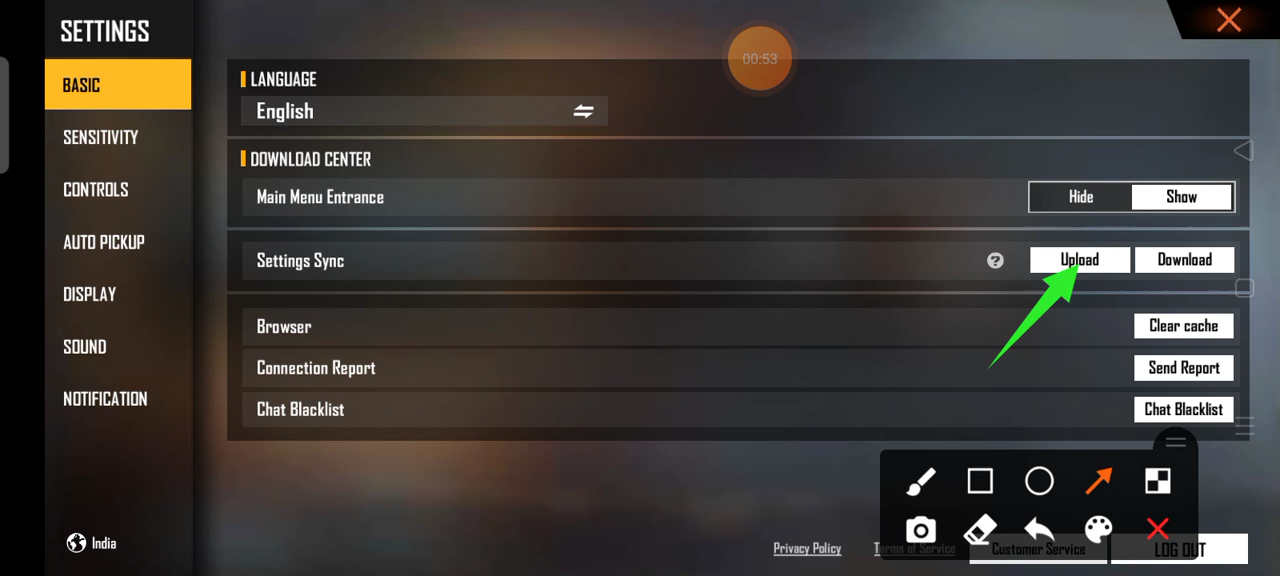 SETTINGS
BASIC
SENSITIVITY
CONTROLS
AUTO PICKUP
DISPLAY
SOUND
NOTIFICATION
India
00:53
LANGUAGE
English
DOWNLOAD CENTER
Main Menu Entrance Hide Show
Settings Sync ? Upload Download
Browser Clear cache
Connection Report Send Report
Chat Blacklist Chat Blacklist
Privacy Policy Terms of Service Customer Service LOG OUT